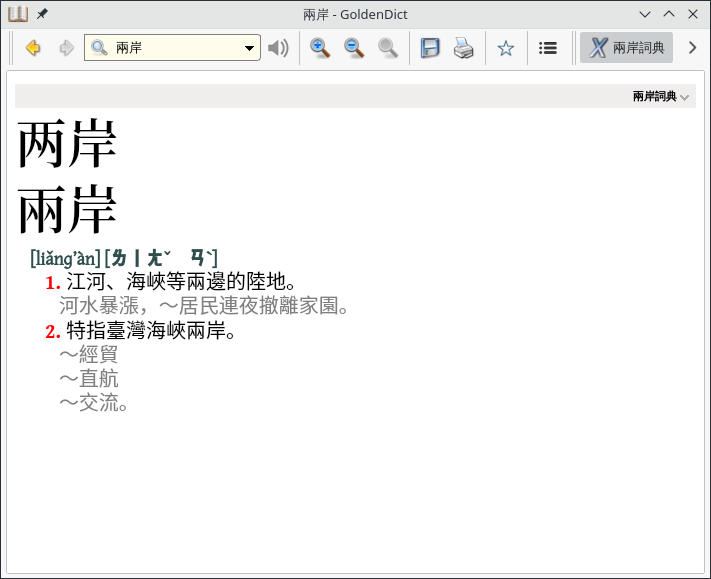 兩岸 - GoldenDict
兩岸
兩岸詞典
兩岸詞典
两岸
兩岸
[liǎng’àn] [ㄌㄧㄤˇ ㄢˋ]
1. 江河、海峽等兩邊的陸地。
河水暴漲，～居民連夜撤離家園。
2. 特指臺灣海峽兩岸。
～經貿
～直航
～交流。